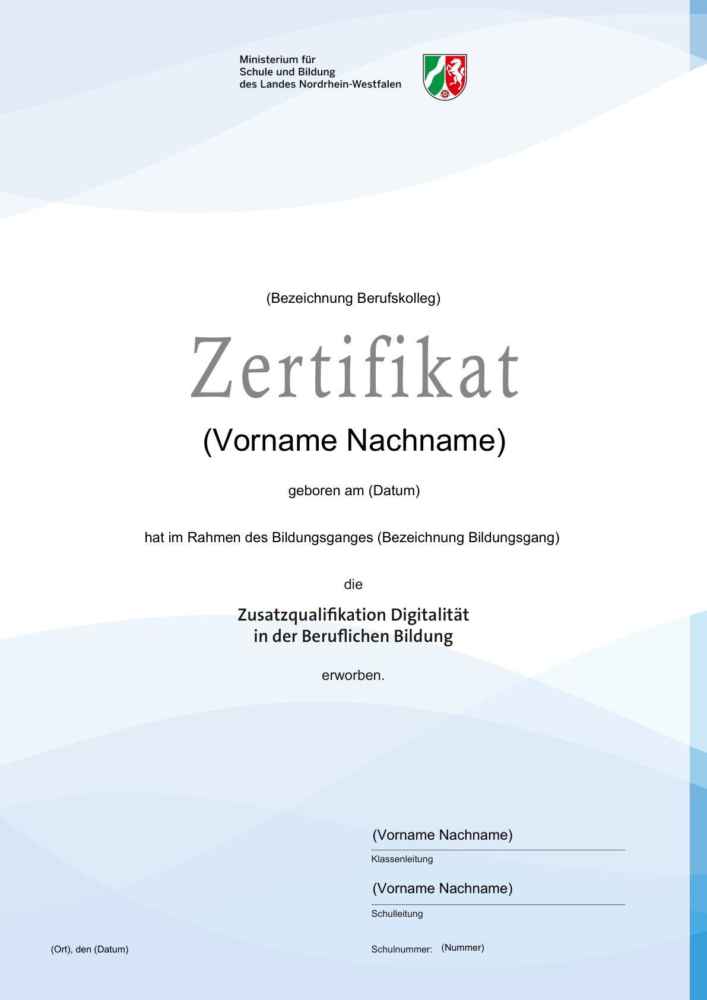 Ministerium für
Schule und Bildung
des Landes Nordrhein-Westfalen
(Bezeichnung Berufskolleg)
Zertifikat
(Vorname Nachname)
geboren am (Datum)
hat im Rahmen des Bildungsganges (Bezeichnung Bildungsgang)
die
Zusatzqualifikation Digitalität
in der Beruflichen Bildung
erworben.
(Vorname Nachname)
Klassenleitung
(Vorname Nachname)
Schulleitung
(Ort), den (Datum)
Schulnummer: (Nummer)